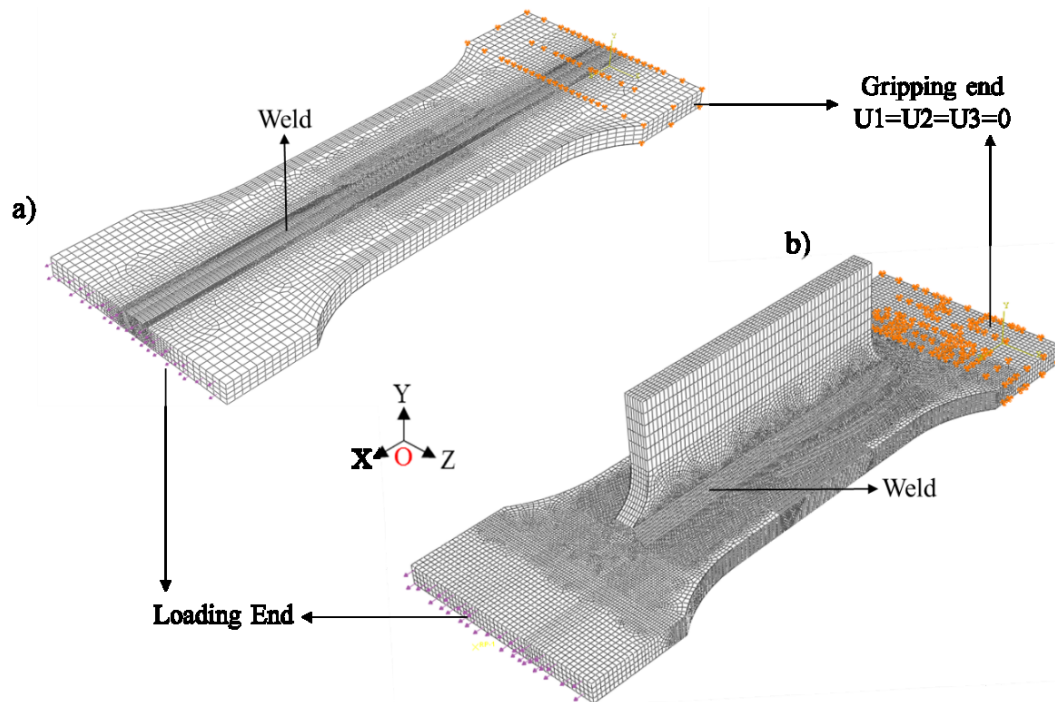 Weld
Gripping end
U1=U2=U3=0
a)
b)
Y
X
O
Z
Weld
Loading End